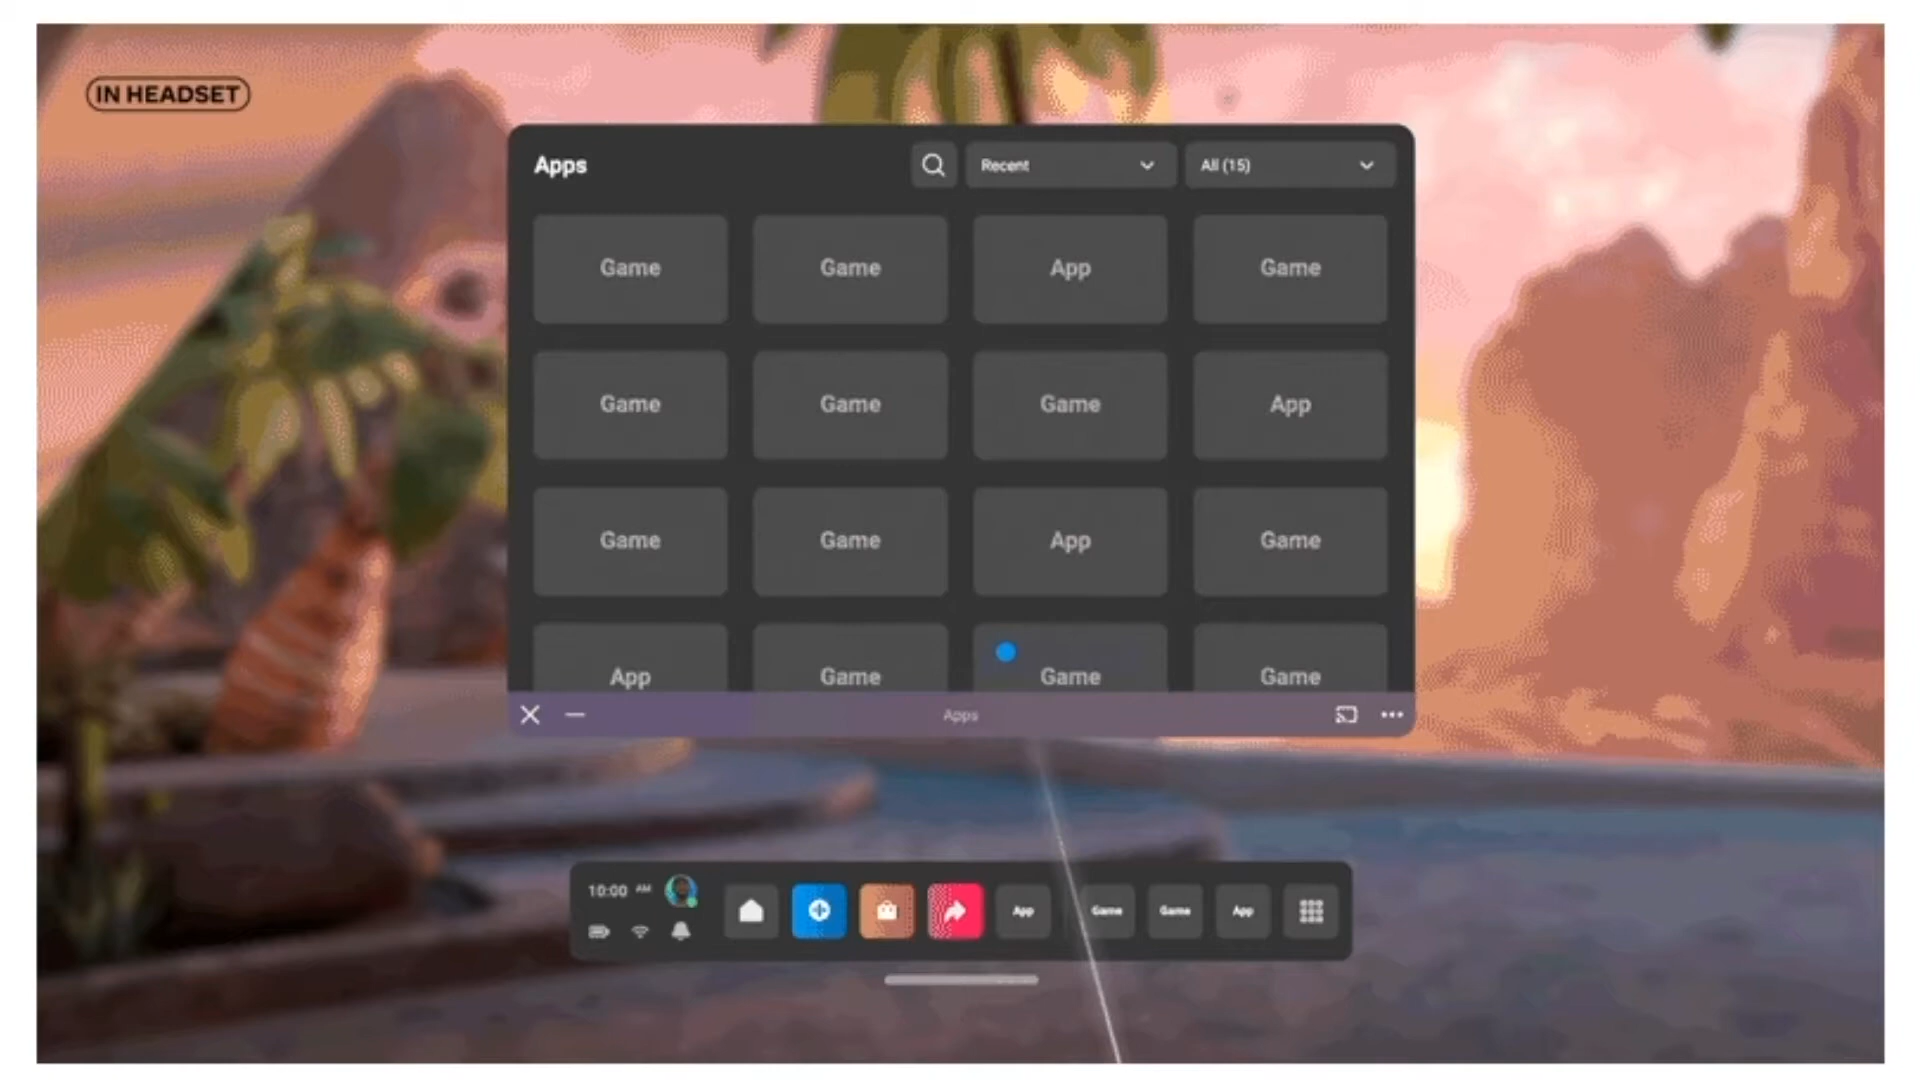 IN HEADSET
Apps
Recent
All (15)
Game Game App Game
Game Game Game App
Game Game App Game
App Game Game Game
Apps
10:00 AM
App Game Game App